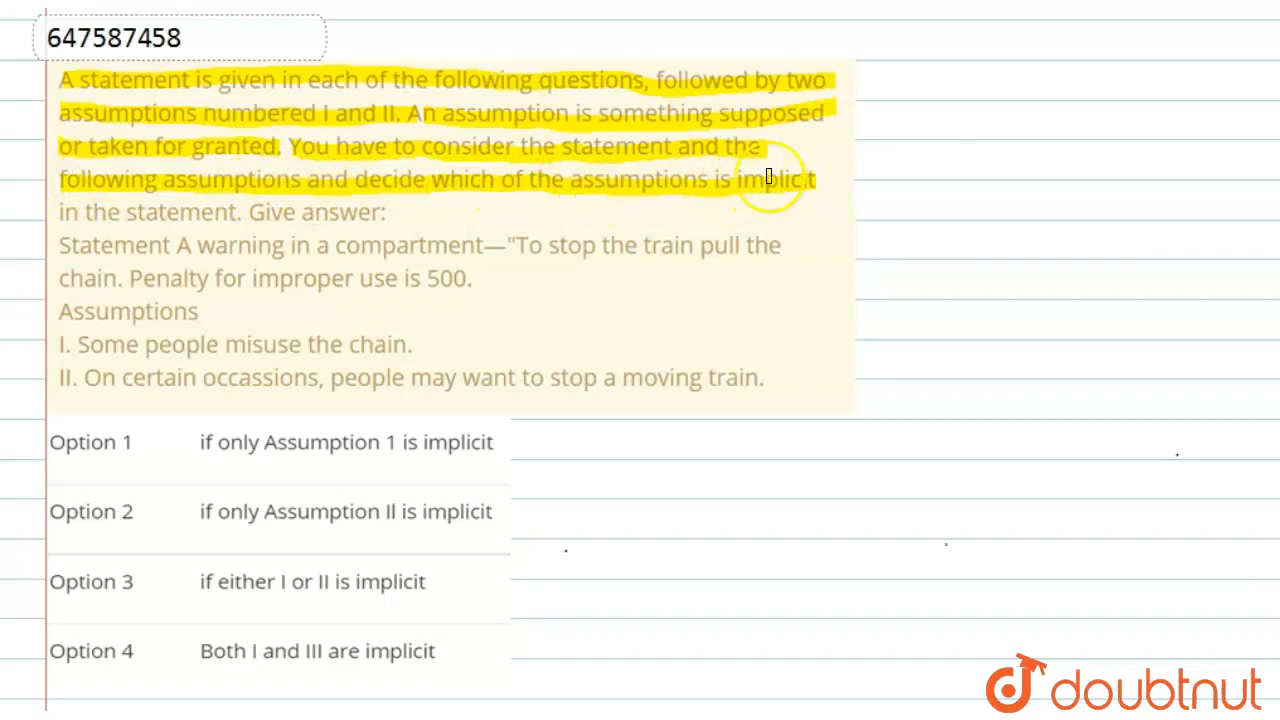 647587458
A statement is given in each of the following questions, followed by two
assumptions numbered I and II. An assumption is something supposed
or taken for granted. You have to consider the statement and the
following assumptions and decide which of the assumptions is implicit
in the statement. Give answer:
Statement A warning in a compartment—"To stop the train pull the
chain. Penalty for improper use is 500.
Assumptions
I. Some people misuse the chain.
II. On certain occassions, people may want to stop a moving train.
Option 1 if only Assumption 1 is implicit
Option 2 if only Assumption Il is implicit
Option 3 if either I or II is implicit
Option 4 Both I and III are implicit
doubtnut